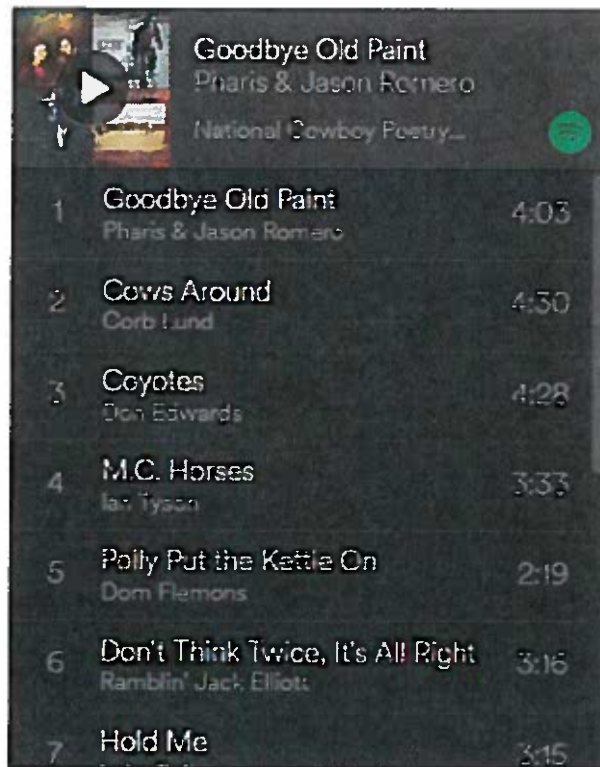 Goodbye Old Paint
Pharis & Jason Romero
National Cowboy Poetry...
1 Goodbye Old Paint 4:03
Pharis & Jason Romero
2 Cows Around 4:30
Corb Lund
3 Coyotes 4:28
Don Edwards
4 M.C. Horses 3:33
Ian Tyson
5 Polly Put the Kettle On 2:19
Dom Flemons
6 Don't Think Twice, It's All Right 3:16
Ramblin' Jack Elliott
7 Hold Me 3:15